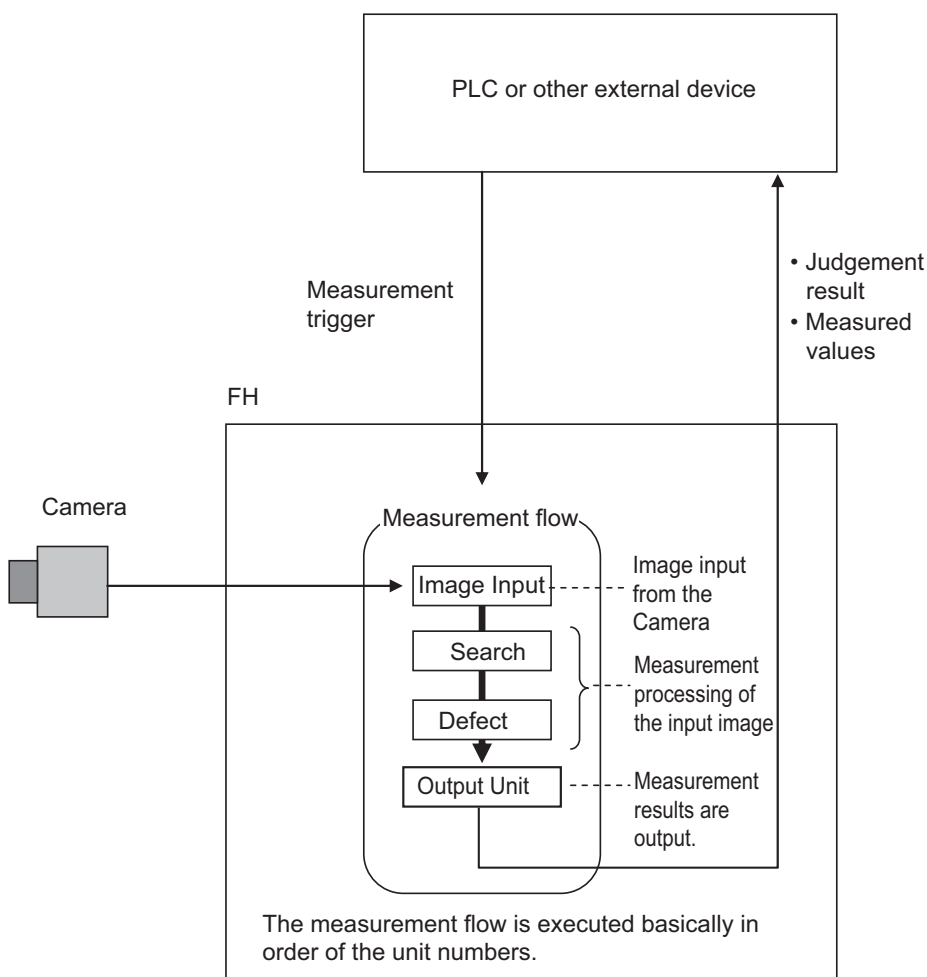 PLC or other external device
Measurement
trigger
• Judgement
result
• Measured
values
FH
Camera
Measurement flow
Image Input
Image input
from the
Camera
Search
Defect
Measurement
processing of
the input image
Output Unit
Measurement
results are
output.
The measurement flow is executed basically in
order of the unit numbers.